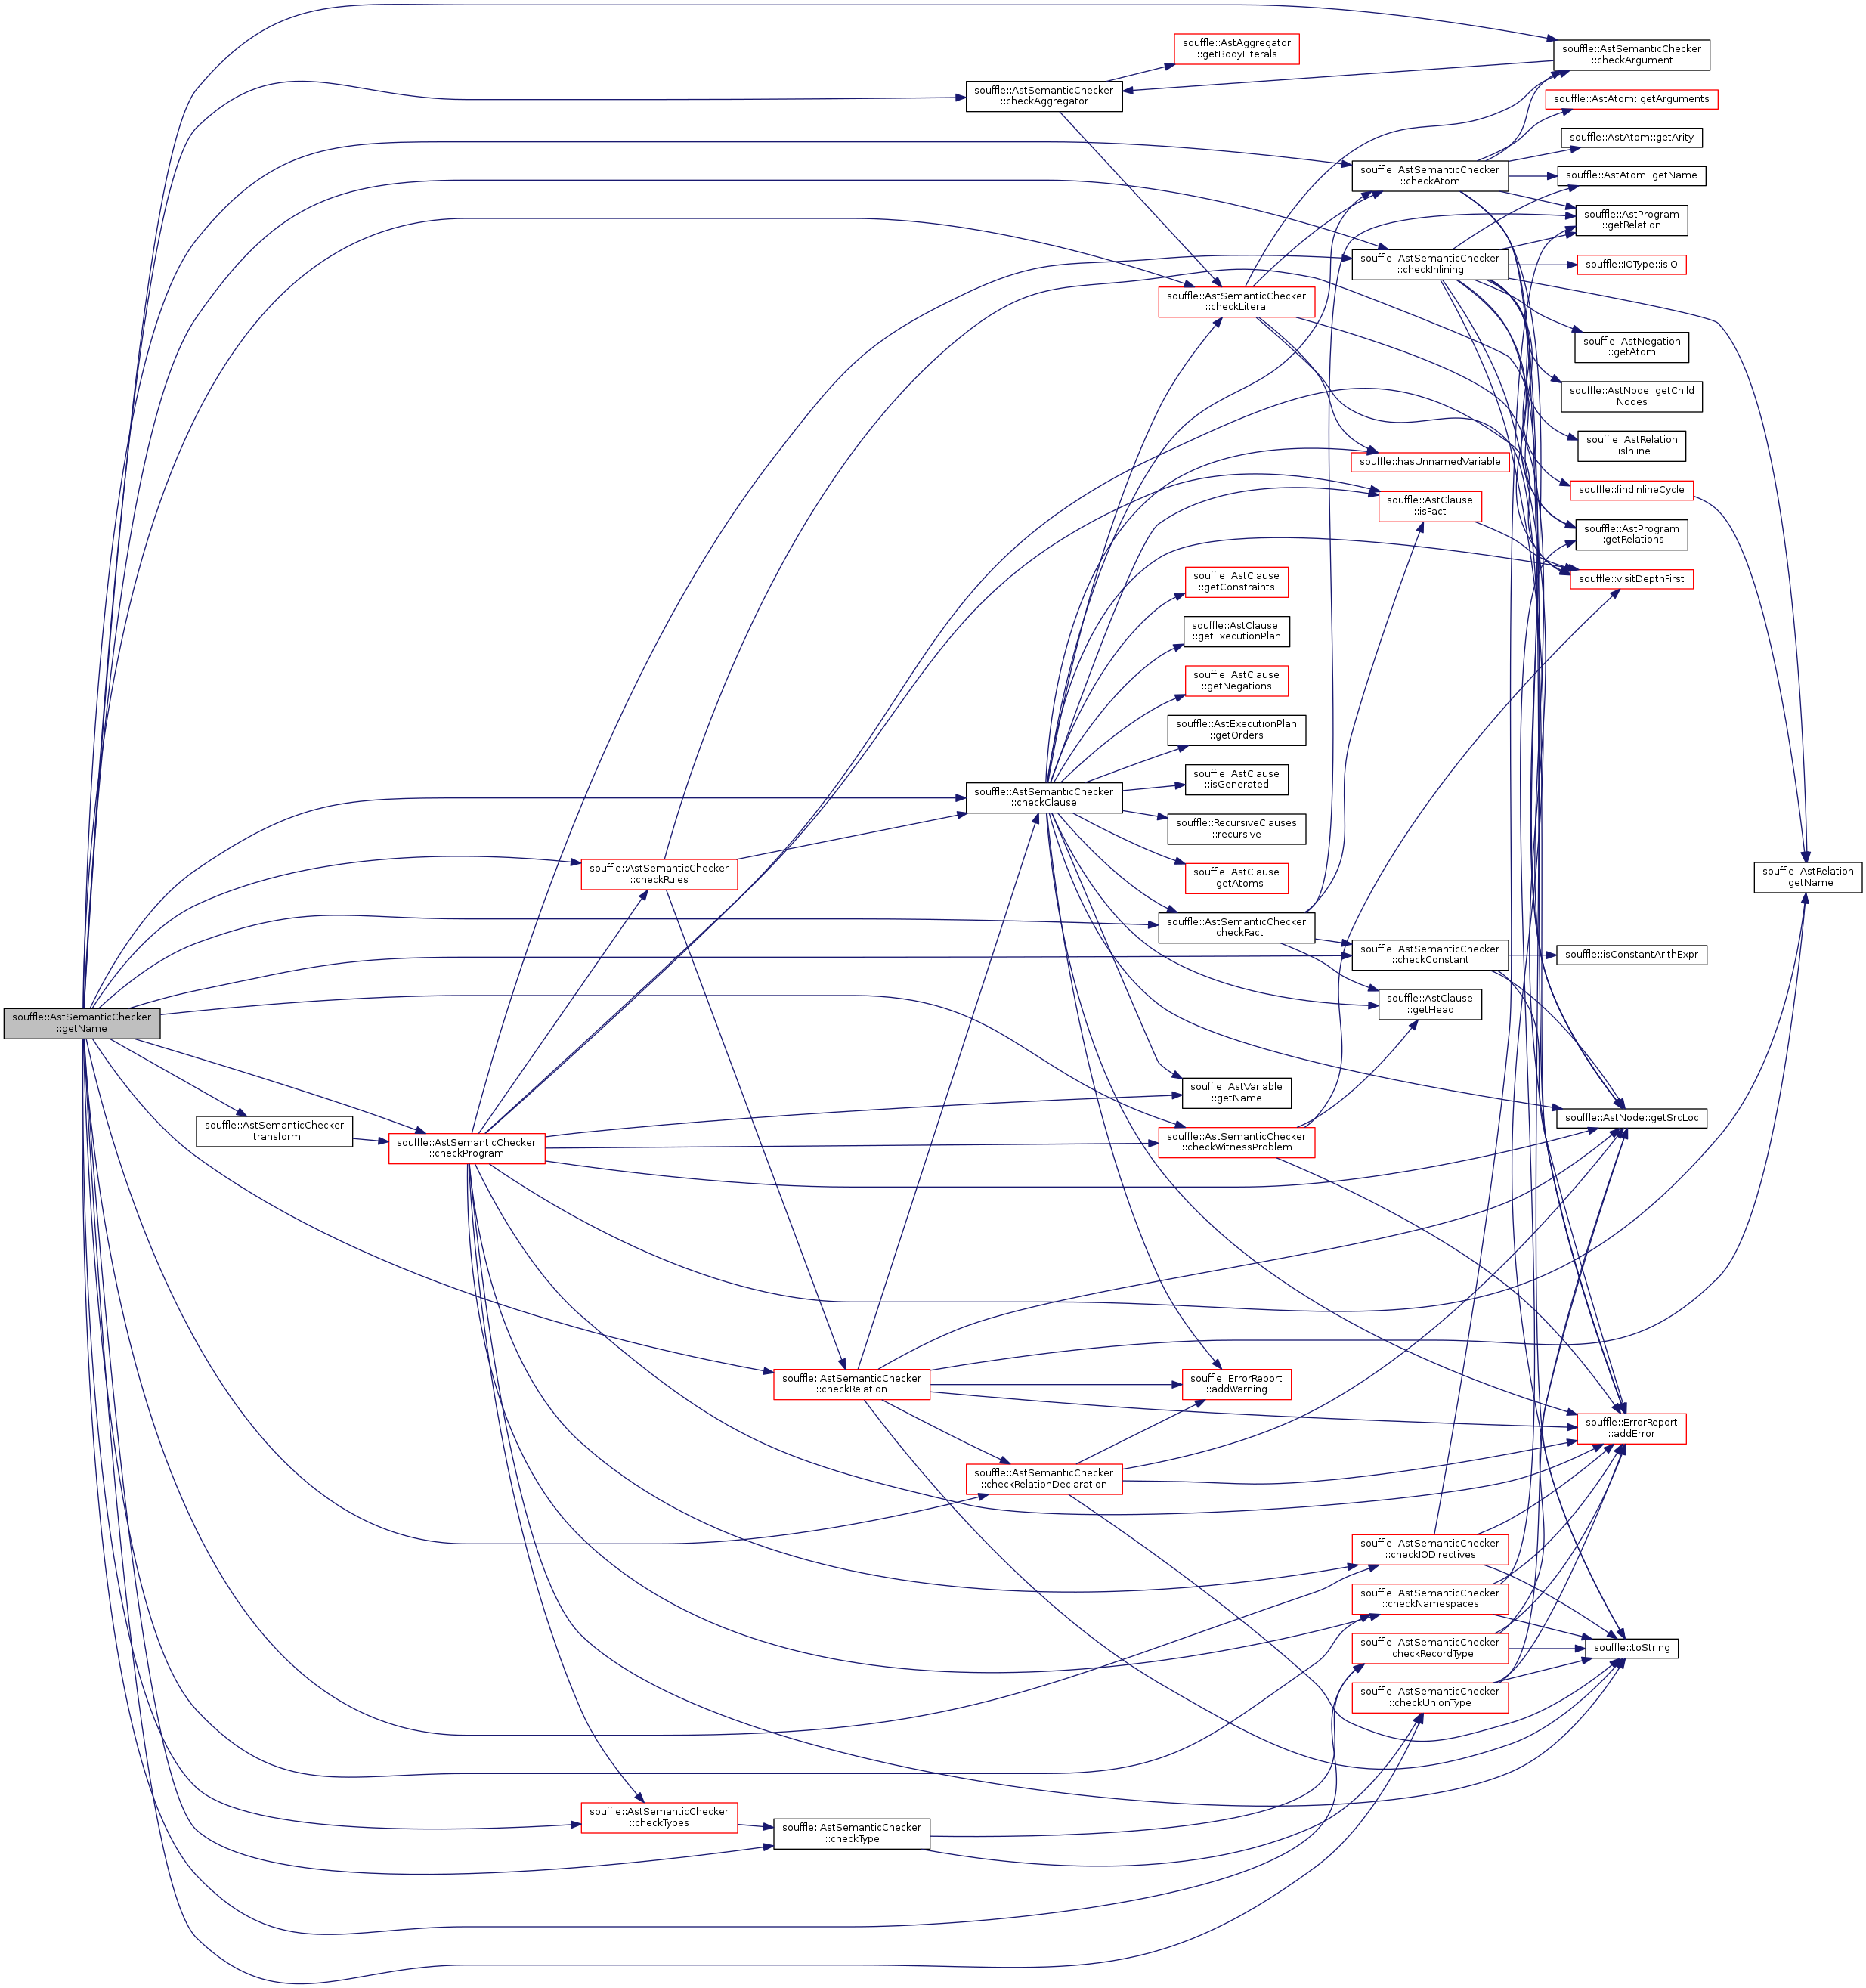 souffle::AstSemanticChecker
::getName
souffle::AstSemanticChecker
::transform
souffle::AstSemanticChecker
::checkProgram
souffle::AstSemanticChecker
::checkRules
souffle::AstSemanticChecker
::checkTypes
souffle::AstSemanticChecker
::checkRelation
souffle::AstSemanticChecker
::checkType
souffle::AstSemanticChecker
::checkAggregator
souffle::AstSemanticChecker
::checkClause
souffle::AstSemanticChecker
::checkRelationDeclaration
souffle::AstAggregator
::getBodyLiterals
souffle::AstSemanticChecker
::checkLiteral
souffle::AstClause
::getConstraints
souffle::AstClause
::getExecutionPlan
souffle::AstClause
::getNegations
souffle::AstExecutionPlan
::getOrders
souffle::AstClause
::isGenerated
souffle::RecursiveClauses
::recursive
souffle::AstClause
::getAtoms
souffle::AstSemanticChecker
::checkFact
souffle::AstVariable
::getName
souffle::AstSemanticChecker
::checkWitnessProblem
souffle::ErrorReport
::addWarning
souffle::AstSemanticChecker
::checkAtom
souffle::AstSemanticChecker
::checkInlining
souffle::hasUnnamedVariable
souffle::AstClause
::isFact
souffle::AstSemanticChecker
::checkConstant
souffle::AstClause
::getHead
souffle::AstSemanticChecker
::checkIODirectives
souffle::AstSemanticChecker
::checkNamespaces
souffle::AstSemanticChecker
::checkRecordType
souffle::AstSemanticChecker
::checkUnionType
souffle::AstSemanticChecker
::checkArgument
souffle::AstAtom::getArguments
souffle::AstAtom::getArity
souffle::AstAtom::getName
souffle::AstProgram
::getRelation
souffle::IOType::isIO
souffle::AstNegation
::getAtom
souffle::AstNode::getChild
Nodes
souffle::AstRelation
::isInline
souffle::findInlineCycle
souffle::AstProgram
::getRelations
souffle::visitDepthFirst
souffle::isConstantArithExpr
souffle::AstNode::getSrcLoc
souffle::ErrorReport
::addError
souffle::toString
souffle::AstRelation
::getName